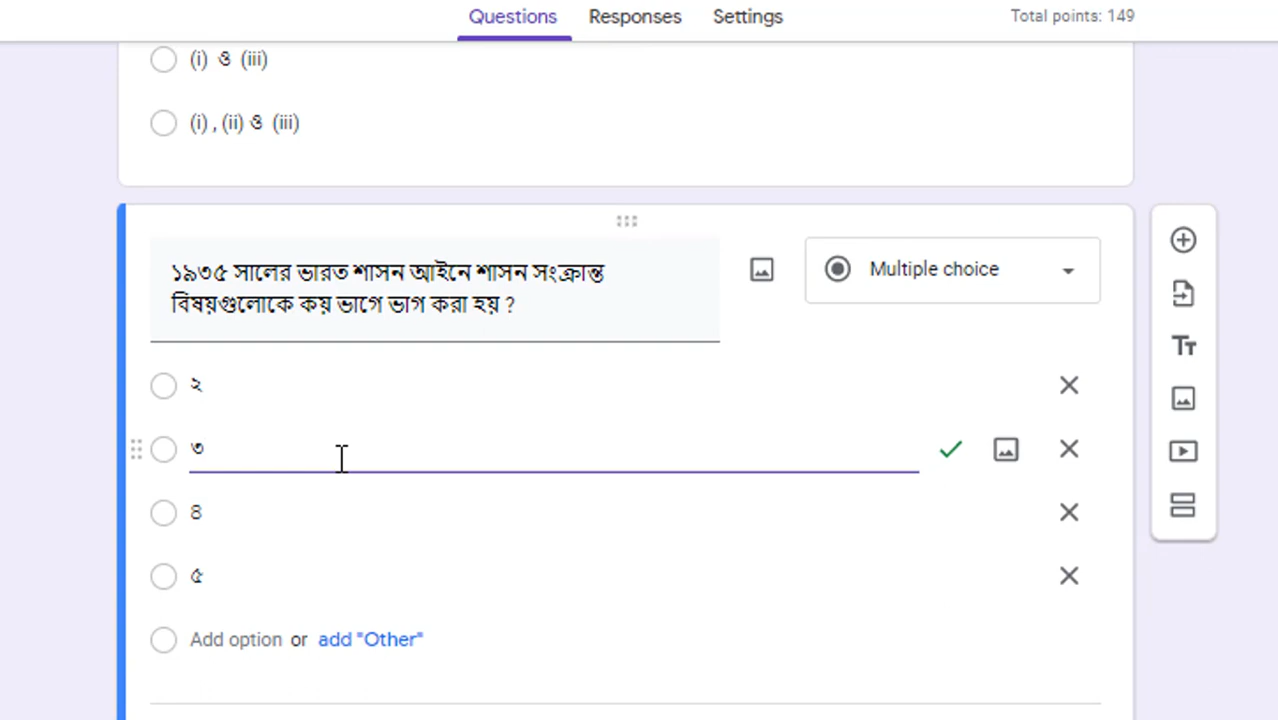 Questions Responses Settings Total points: 149
(i) ও (iii)
(i) , (ii) ও (iii)
১৯৩৫ সালের ভারত শাসন আইনে শাসন সংক্রান্ত
বিষয়গুলোকে কয় ভাগে ভাগ করা হয় ?
Multiple choice
২
৩
৪
৫
Add option or add "Other"
Tт